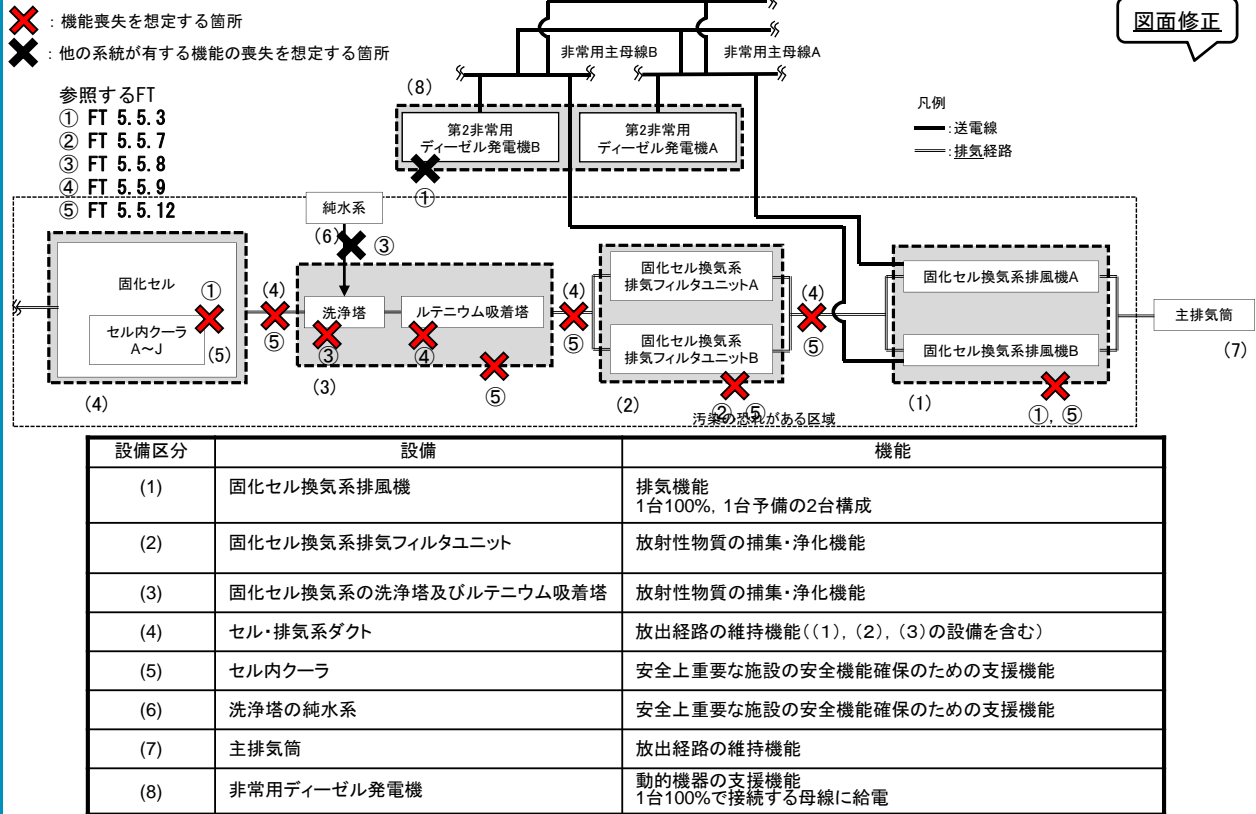 ：機能喪失を想定する箇所
：他の系統が有する機能の喪失を想定する箇所
図面修正
参照するFT
① FT 5.5.3
② FT 5.5.7
③ FT 5.5.8
④ FT 5.5.9
⑤ FT 5.5.12
非常用主母線B
非常用主母線A
(8)
第2非常用
ディーゼル発電機B
第2非常用
ディーゼル発電機A
①
凡例
：送電線
：排気経路
純水系
(6)
③
固化セル
セル内クーラ
A～J
①
(5)
(4)
(4)
⑤
洗浄塔
③
ルテニウム吸着塔
④
⑤
(3)
(4)
⑤
固化セル換気系
排気フィルタユニットA
固化セル換気系
排気フィルタユニットB
②，⑤
(2)
(4)
⑤
固化セル換気系排風機A
固化セル換気系排風機B
(1)
①，⑤
主排気筒
(7)
汚染の恐れがある区域
設備区分 設備 機能
(1) 固化セル換気系排風機 排気機能
1台100%，1台予備の2台構成
(2) 固化セル換気系排気フィルタユニット 放射性物質の捕集・浄化機能
(3) 固化セル換気系の洗浄塔及びルテニウム吸着塔 放射性物質の捕集・浄化機能
(4) セル・排気系ダクト 放出経路の維持機能((1)，(2)，(3)の設備を含む)
(5) セル内クーラ 安全上重要な施設の安全機能確保のための支援機能
(6) 洗浄塔の純水系 安全上重要な施設の安全機能確保のための支援機能
(7) 主排気筒 放出経路の維持機能
(8) 非常用ディーゼル発電機 動的機器の支援機能
1台100%で接続する母線に給電